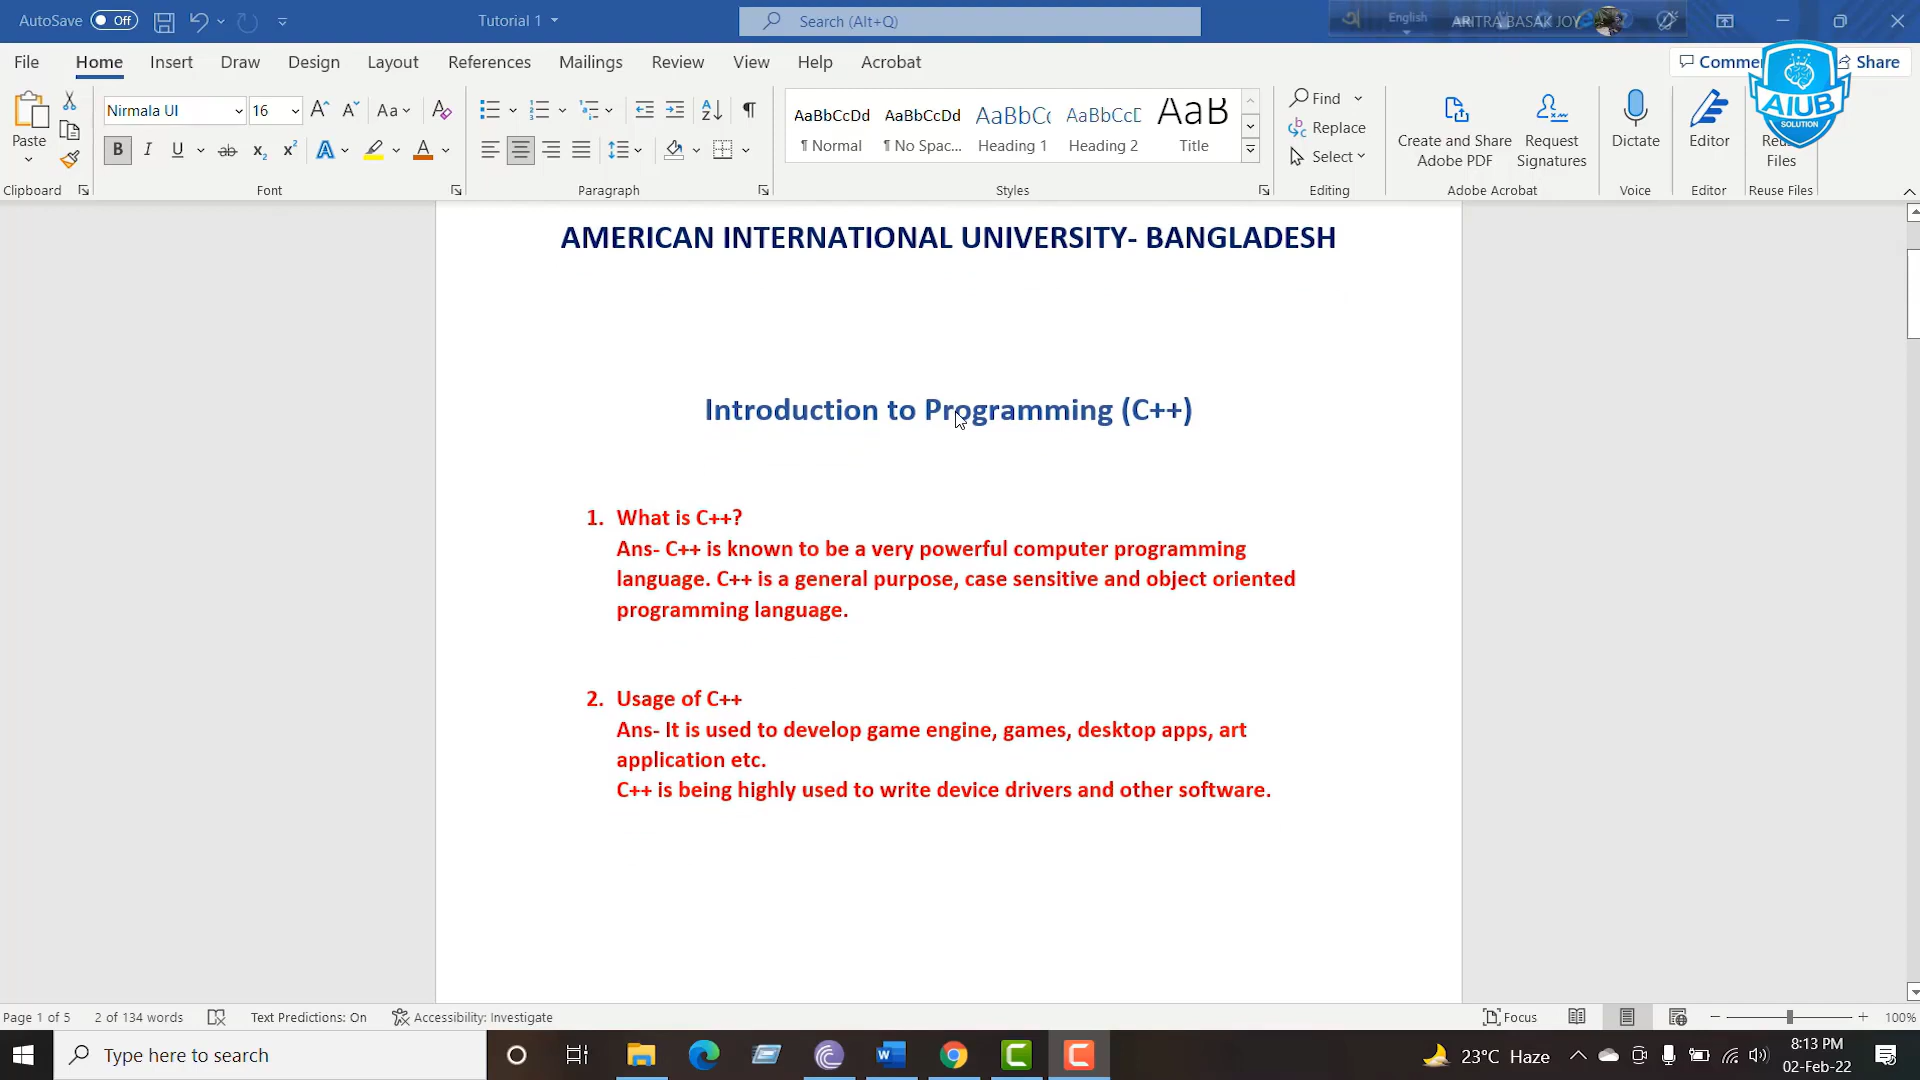 AutoSave Off
Tutorial 1
Search (Alt+Q)
English
ARITRA BASAK JOY
File Home Insert Draw Design Layout References Mailings Review View Help Acrobat
Share
AIUB
SOLUTION
Paste
Clipboard
Nirmala UI 16
Font
Paragraph
AaBbCcDd AaBbCcDd AaBbCc AaBbCcD AaB
¶ Normal ¶ No Spac... Heading 1 Heading 2 Title
Styles
Find
Replace
Select
Editing
Create and Share
Adobe PDF
Request
Signatures
Adobe Acrobat
Dictate
Voice
Editor
Editor
Files
Reuse Files
AMERICAN INTERNATIONAL UNIVERSITY- BANGLADESH
Introduction to Programming (C++)
1. What is C++?
Ans- C++ is known to be a very powerful computer programming
language. C++ is a general purpose, case sensitive and object oriented
programming language.
2. Usage of C++
Ans- It is used to develop game engine, games, desktop apps, art
application etc.
C++ is being highly used to write device drivers and other software.
Page 1 of 5 2 of 134 words Text Predictions: On Accessibility: Investigate
Focus 100%
Type here to search
23°C Haze
8:13 PM
02-Feb-22